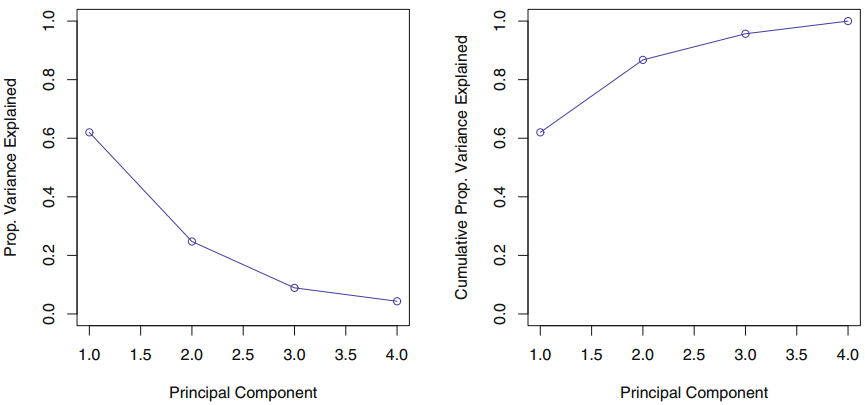 Prop. Variance Explained
1.0
0.8
0.6
0.4
0.2
0.0
1.0 1.5 2.0 2.5 3.0 3.5 4.0
Principal Component
Cumulative Prop. Variance Explained
1.0
0.8
0.6
0.4
0.2
0.0
1.0 1.5 2.0 2.5 3.0 3.5 4.0
Principal Component